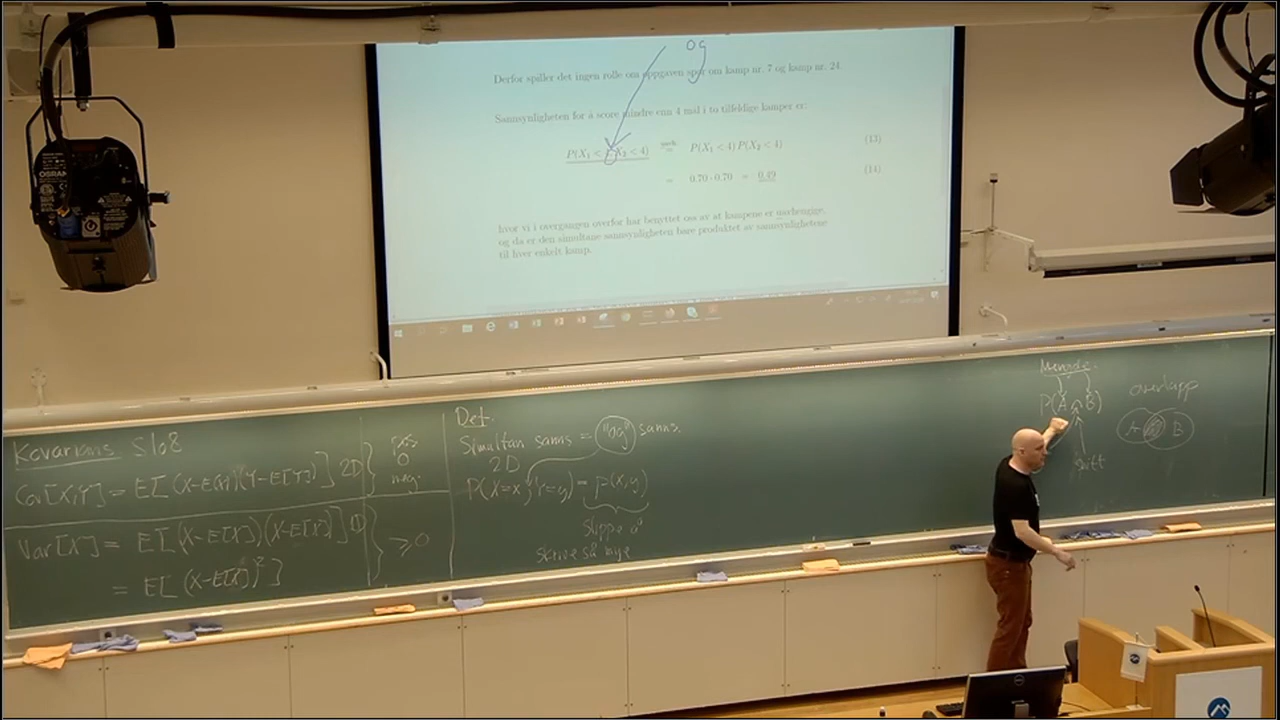 og
Derfor spiller det ingen rolle om oppgaven spør om kamp nr. 7 og kamp nr. 24.
Sannsynligheten for å score mindre enn 4 mål i to tilfeldige kamper er:
P(X₁ < 4, X₂ < 4) = P(X₁ < 4) P(X₂ < 4) (13)
= 0.70 · 0.70 = 0.49 (14)
hvor vi i overgangen overfor har benyttet oss av at kampene er uavhengige,
og da er den simultane sannsynligheten bare produktet av sannsynlighetene
til hver enkelt kamp.
Kovarians S108
Cov[X,Y] = E[(X-E[X])(Y-E[Y])] 2D
pos
0
neg.
Var[X] = E[(X-E[X])(X-E[X])] 1D
= E[(X-E[X])²]
≥0
Def.
Simultan sanns = "og" sanns.
2D
P(X=x, Y=y) = p(x,y)
slippe å
skrive så mye
Mengde:
P(A∩B)
snitt
overlapp
A B
OSRAM
DELL